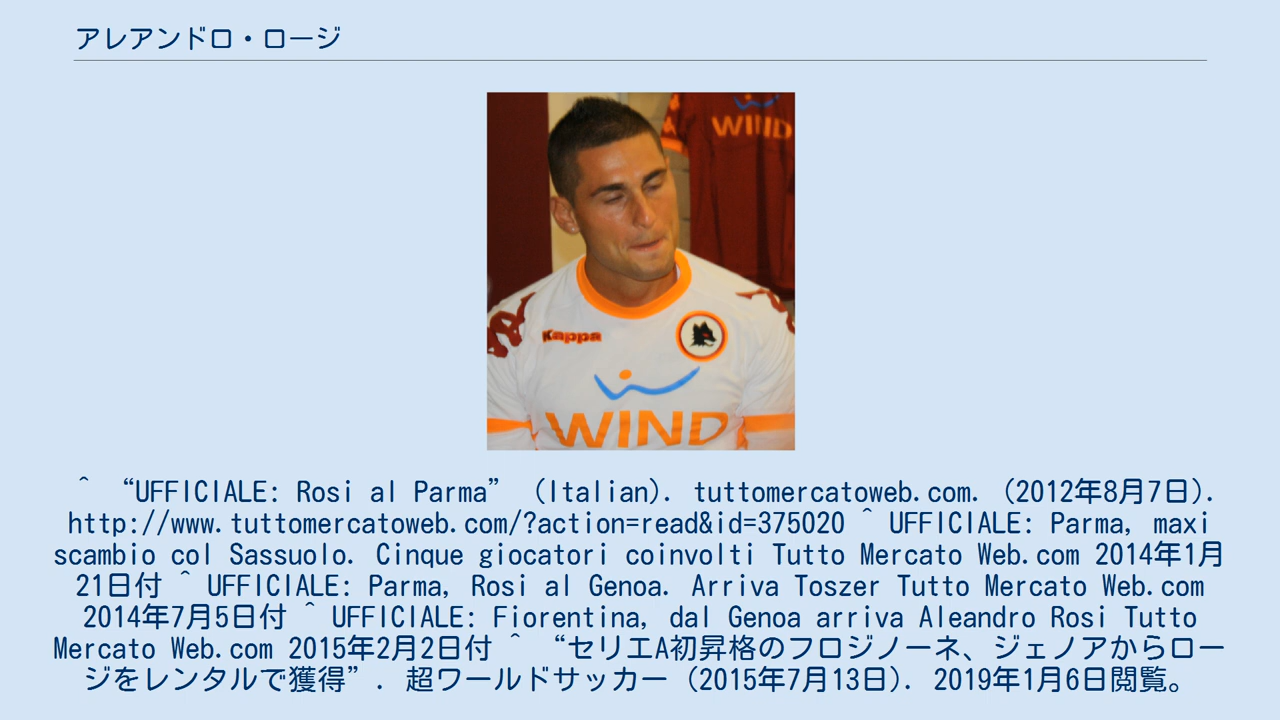 アレアンドロ・ロージ
WIND
Kappa
WIND
^ “UFFICIALE: Rosi al Parma” (Italian). tuttomercatoweb.com. (2012年8月7日).
http://www.tuttomercatoweb.com/?action=read&id=375020 ^ UFFICIALE: Parma, maxi
scambio col Sassuolo. Cinque giocatori coinvolti Tutto Mercato Web.com 2014年1月
21日付 ^ UFFICIALE: Parma, Rosi al Genoa. Arriva Toszer Tutto Mercato Web.com
2014年7月5日付 ^ UFFICIALE: Fiorentina, dal Genoa arriva Aleandro Rosi Tutto
Mercato Web.com 2015年2月2日付 ^ “セリエA初昇格のフロジノーネ、ジェノアからロー
ジをレンタルで獲得”. 超ワールドサッカー (2015年7月13日). 2019年1月6日閲覧。